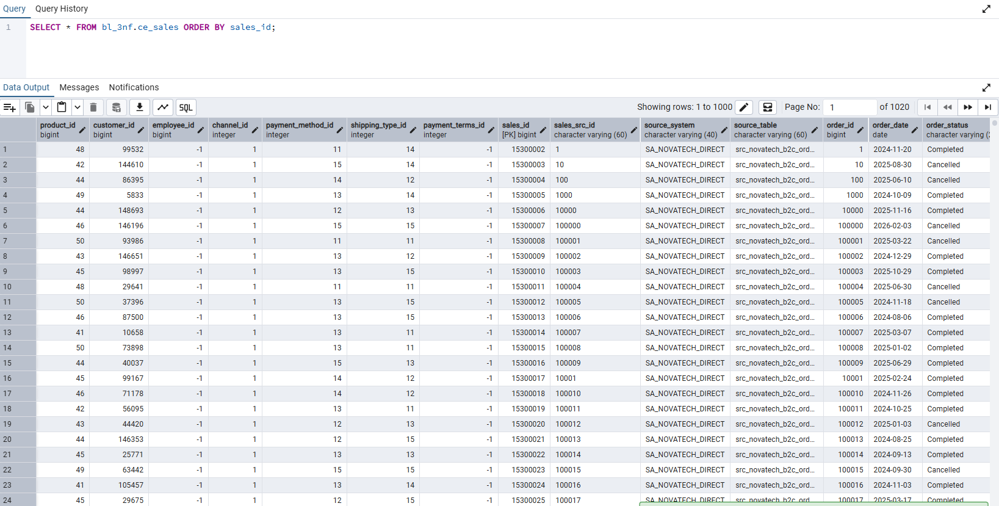 Query Query History
1 SELECT * FROM bl_3nf.ce_sales ORDER BY sales_id;
Data Output Messages Notifications
SQL Showing rows: 1 to 1000 Page No: 1 of 1020
product_id customer_id employee_id channel_id payment_method_id shipping_type_id payment_terms_id sales_id sales_src_id source_system source_table order_id order_date order_status
bigint bigint bigint integer integer integer integer [PK] bigint character varying (60) character varying (40) character varying (60) bigint date character varying (2
1 48 99532 -1 1 11 14 -1 15300002 1 SA_NOVATECH_DIRECT src_novatech_b2c_ord... 1 2024-11-20 Completed
2 42 144610 -1 1 15 14 -1 15300003 10 SA_NOVATECH_DIRECT src_novatech_b2c_ord... 10 2025-08-30 Cancelled
3 44 86395 -1 1 14 12 -1 15300004 100 SA_NOVATECH_DIRECT src_novatech_b2c_ord... 100 2025-06-10 Cancelled
4 49 5833 -1 1 13 14 -1 15300005 1000 SA_NOVATECH_DIRECT src_novatech_b2c_ord... 1000 2024-10-09 Completed
5 44 148693 -1 1 12 13 -1 15300006 10000 SA_NOVATECH_DIRECT src_novatech_b2c_ord... 10000 2025-11-16 Completed
6 46 146196 -1 1 15 15 -1 15300007 100000 SA_NOVATECH_DIRECT src_novatech_b2c_ord... 100000 2026-02-03 Cancelled
7 50 93986 -1 1 11 11 -1 15300008 100001 SA_NOVATECH_DIRECT src_novatech_b2c_ord... 100001 2025-03-22 Cancelled
8 43 146651 -1 1 13 12 -1 15300009 100002 SA_NOVATECH_DIRECT src_novatech_b2c_ord... 100002 2024-12-29 Completed
9 45 98997 -1 1 13 15 -1 15300010 100003 SA_NOVATECH_DIRECT src_novatech_b2c_ord... 100003 2025-10-29 Completed
10 48 29641 -1 1 11 11 -1 15300011 100004 SA_NOVATECH_DIRECT src_novatech_b2c_ord... 100004 2025-06-30 Cancelled
11 50 37396 -1 1 13 15 -1 15300012 100005 SA_NOVATECH_DIRECT src_novatech_b2c_ord... 100005 2024-11-18 Cancelled
12 46 87500 -1 1 13 15 -1 15300013 100006 SA_NOVATECH_DIRECT src_novatech_b2c_ord... 100006 2024-08-06 Completed
13 41 10658 -1 1 13 11 -1 15300014 100007 SA_NOVATECH_DIRECT src_novatech_b2c_ord... 100007 2025-03-07 Completed
14 50 73898 -1 1 13 11 -1 15300015 100008 SA_NOVATECH_DIRECT src_novatech_b2c_ord... 100008 2025-01-02 Completed
15 44 40037 -1 1 15 13 -1 15300016 100009 SA_NOVATECH_DIRECT src_novatech_b2c_ord... 100009 2025-06-29 Completed
16 45 99167 -1 1 14 12 -1 15300017 10001 SA_NOVATECH_DIRECT src_novatech_b2c_ord... 10001 2025-02-24 Completed
17 46 71178 -1 1 14 12 -1 15300018 100010 SA_NOVATECH_DIRECT src_novatech_b2c_ord... 100010 2024-11-26 Completed
18 42 56095 -1 1 13 11 -1 15300019 100011 SA_NOVATECH_DIRECT src_novatech_b2c_ord... 100011 2024-10-25 Completed
19 43 44420 -1 1 12 13 -1 15300020 100012 SA_NOVATECH_DIRECT src_novatech_b2c_ord... 100012 2025-01-03 Cancelled
20 44 146353 -1 1 12 15 -1 15300021 100013 SA_NOVATECH_DIRECT src_novatech_b2c_ord... 100013 2024-08-25 Completed
21 45 25771 -1 1 13 13 -1 15300022 100014 SA_NOVATECH_DIRECT src_novatech_b2c_ord... 100014 2024-09-13 Completed
22 49 63442 -1 1 15 15 -1 15300023 100015 SA_NOVATECH_DIRECT src_novatech_b2c_ord... 100015 2024-09-30 Cancelled
23 41 105457 -1 1 13 14 -1 15300024 100016 SA_NOVATECH_DIRECT src_novatech_b2c_ord... 100016 2024-11-03 Completed
24 45 29675 -1 1 12 15 -1 15300025 100017 SA_NOVATECH_DIRECT src_novatech_b2c_ord... 100017 2025-03-17 Completed